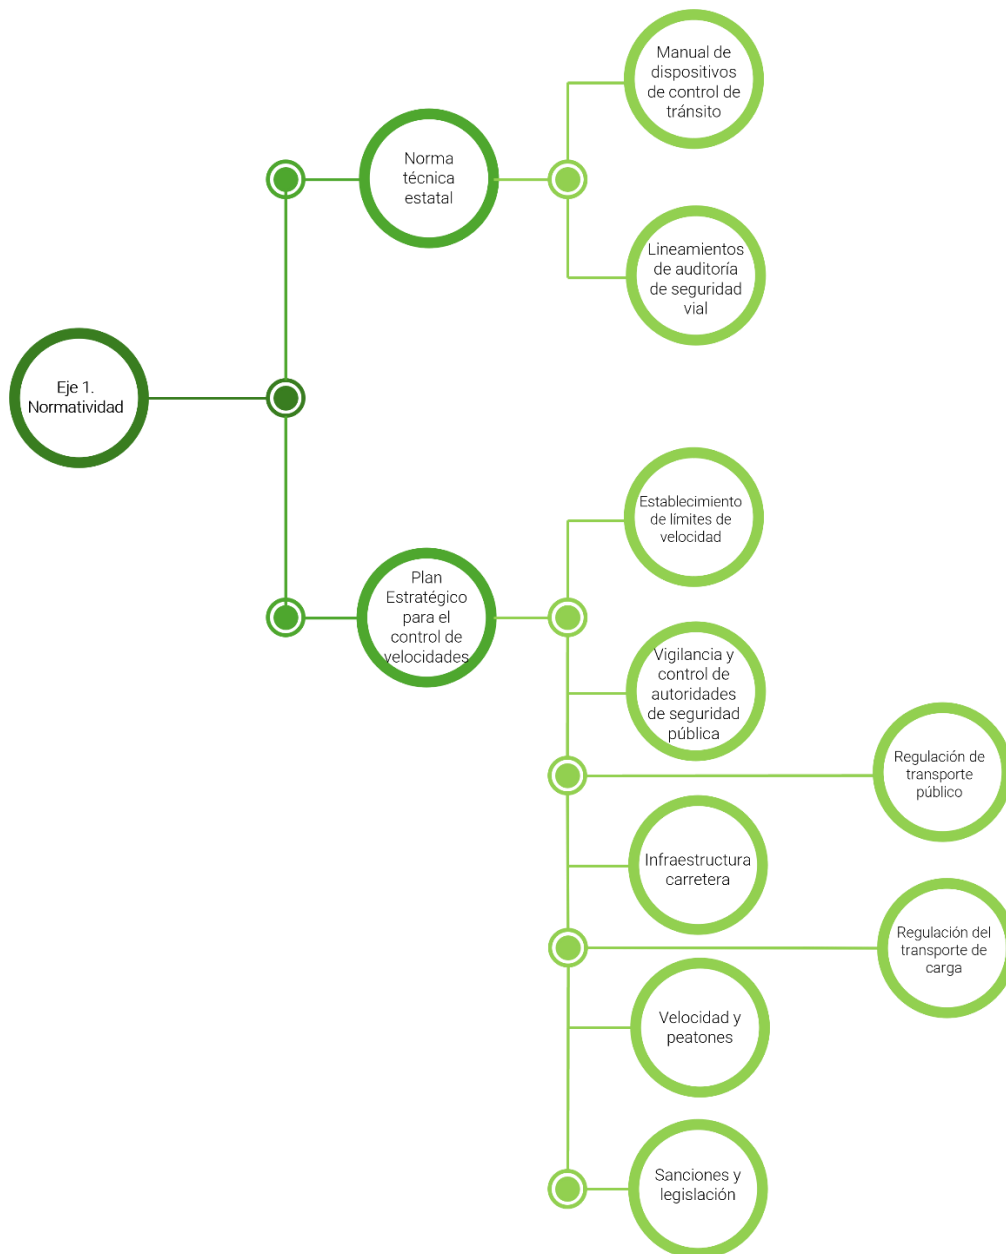 Manual de
dispositivos
de control de
tránsito
Norma
técnica
estatal
Lineamientos
de auditoría
de seguridad
vial
Eje 1.
Normatividad
Establecimiento
de límites de
velocidad
Plan
Estratégico
para el
control de
velocidades
Vigilancia y
control de
autoridades
de seguridad
pública
Regulación de
transporte
público
Infraestructura
carretera
Regulación del
transporte de
carga
Velocidad y
peatones
Sanciones y
legislación